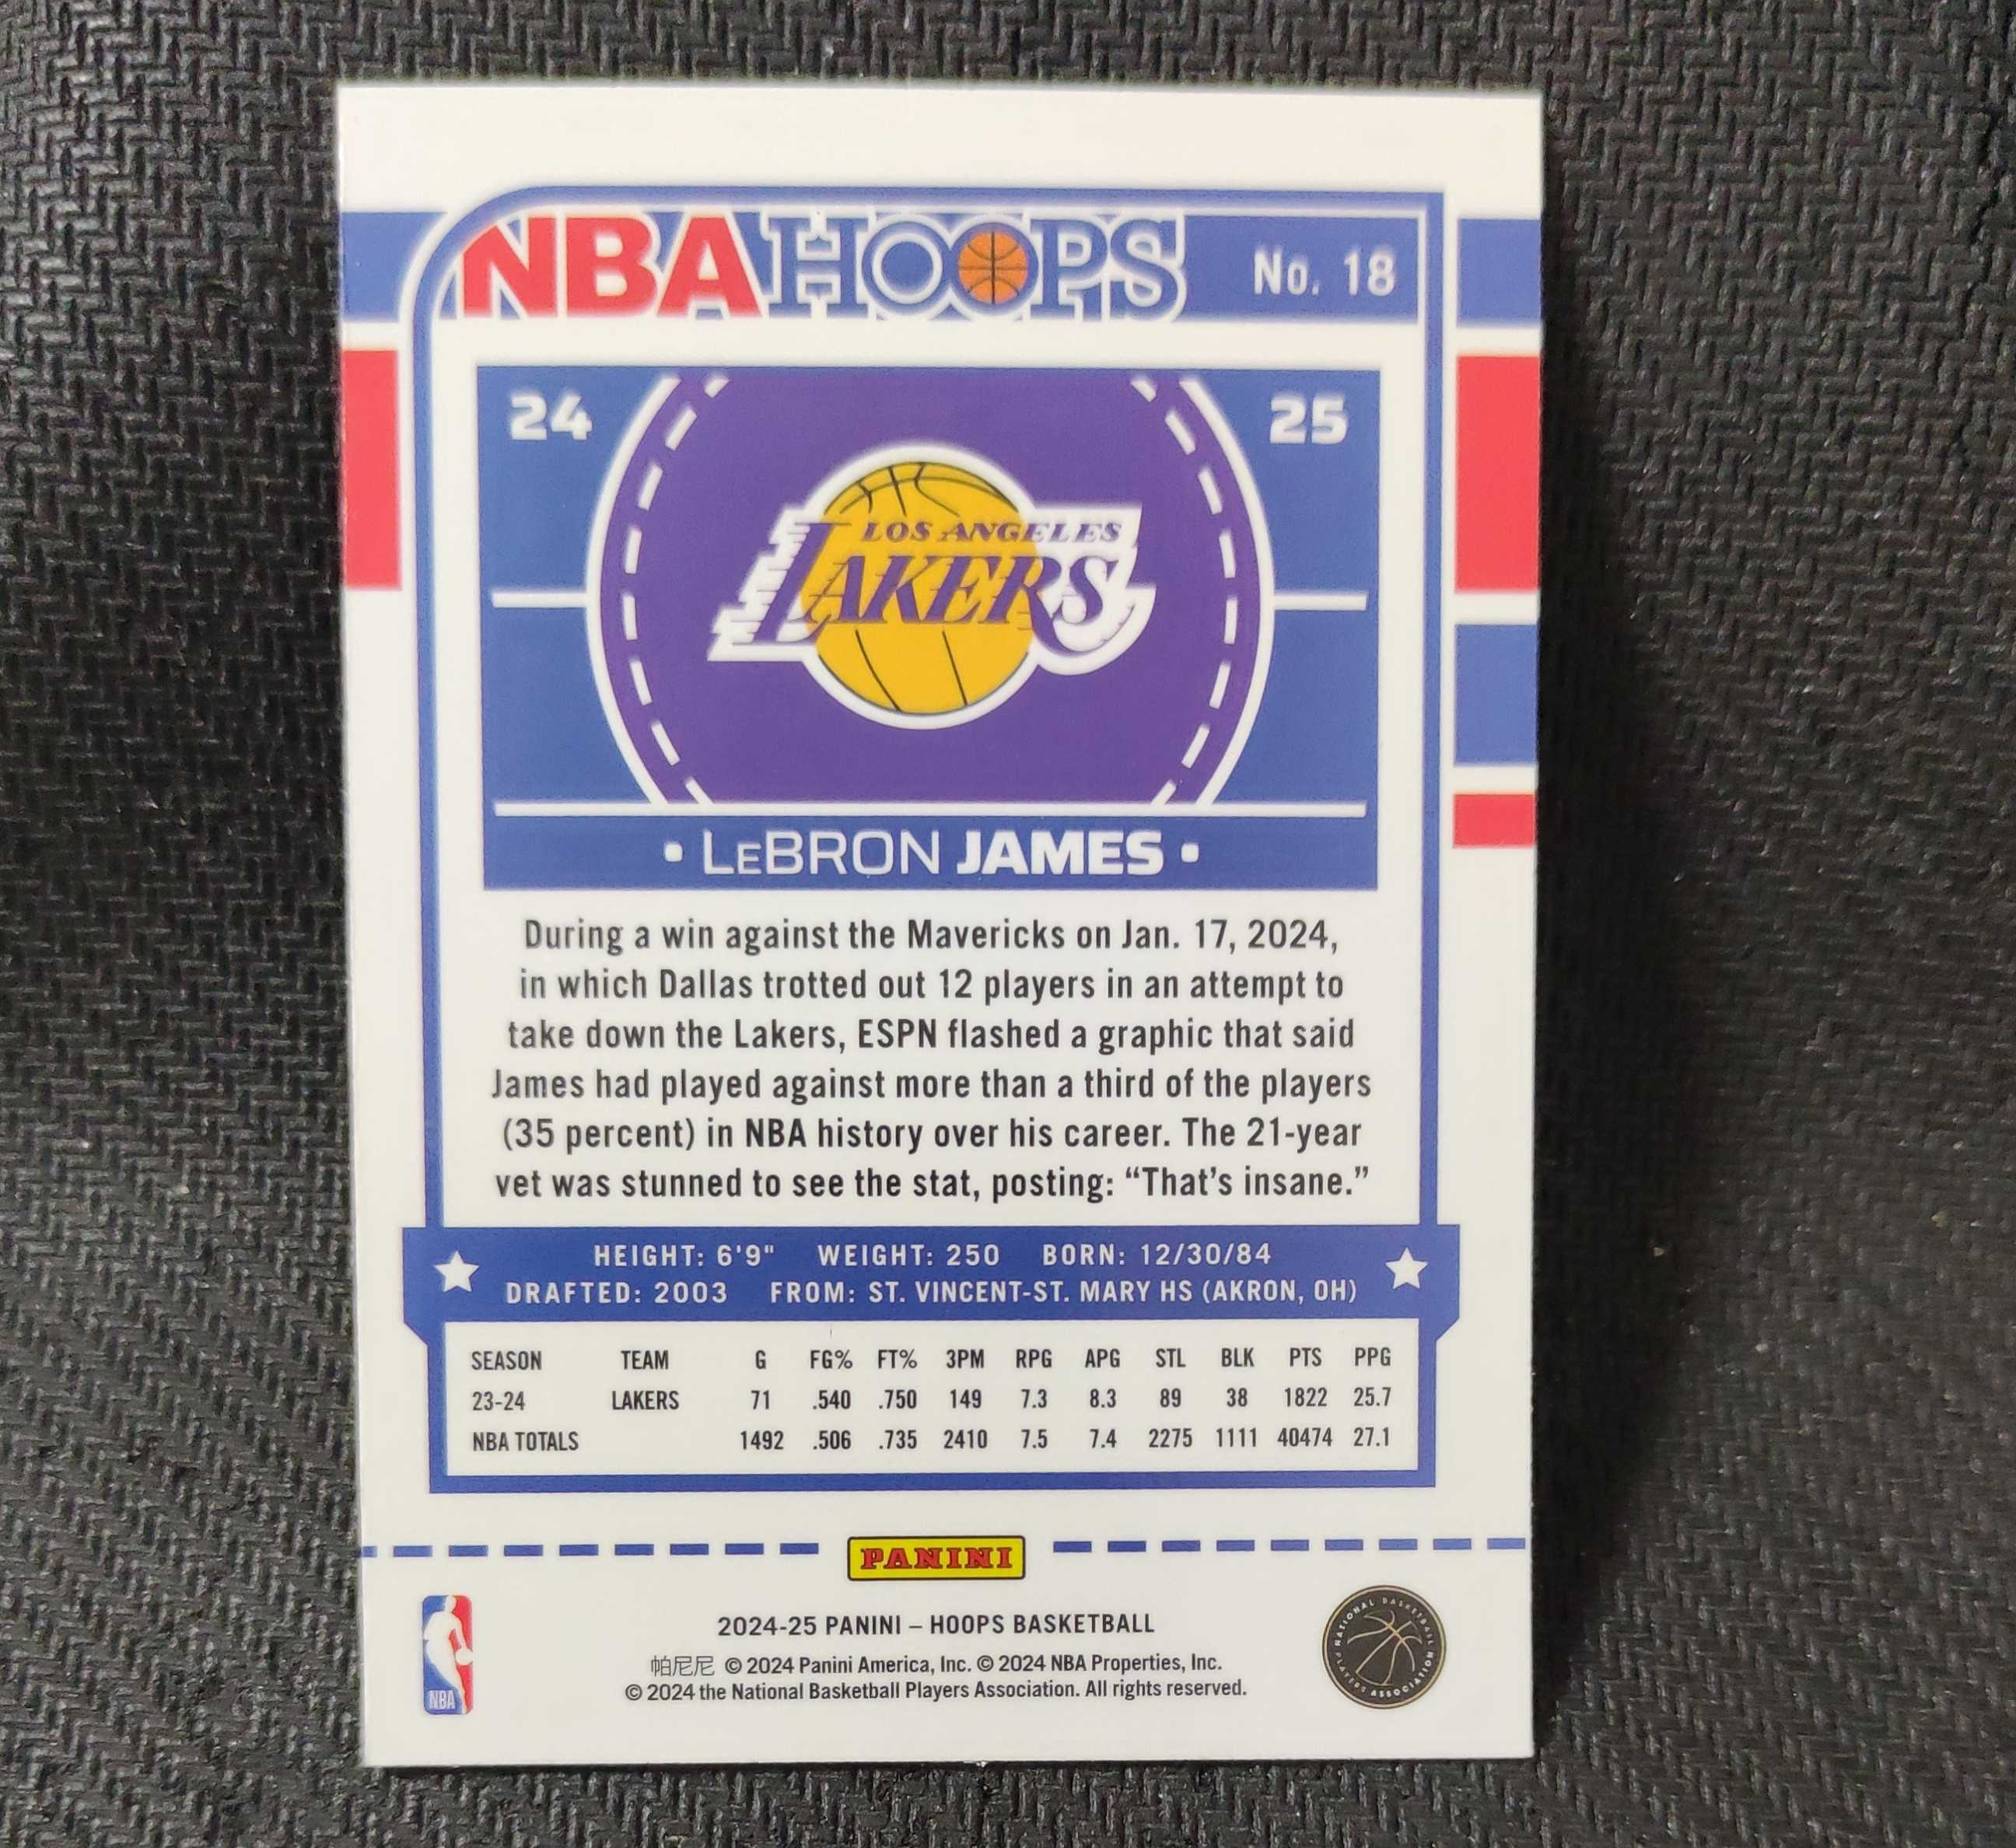 NBA HOOPS No. 18
24 25
LOS ANGELES
LAKERS
• LeBRON JAMES •
During a win against the Mavericks on Jan. 17, 2024,
in which Dallas trotted out 12 players in an attempt to
take down the Lakers, ESPN flashed a graphic that said
James had played against more than a third of the players
(35 percent) in NBA history over his career. The 21-year
vet was stunned to see the stat, posting: “That’s insane.”
HEIGHT: 6'9" WEIGHT: 250 BORN: 12/30/84
DRAFTED: 2003 FROM: ST. VINCENT-ST. MARY HS (AKRON, OH)
SEASON TEAM G FG% FT% 3PM RPG APG STL BLK PTS PPG
23-24 LAKERS 71 .540 .750 149 7.3 8.3 89 38 1822 25.7
NBA TOTALS 1492 .506 .735 2410 7.5 7.4 2275 1111 40474 27.1
PANINI
2024-25 PANINI – HOOPS BASKETBALL
帕尼尼 © 2024 Panini America, Inc. © 2024 NBA Properties, Inc.
© 2024 the National Basketball Players Association. All rights reserved.
NBA
NATIONAL BASKETBALL PLAYERS ASSOCIATION